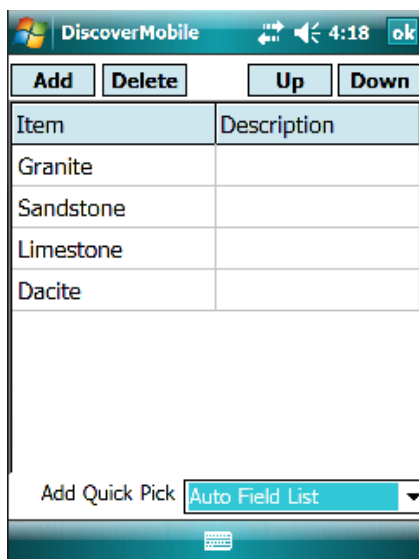 DiscoverMobile 4:18 ok
Add Delete Up Down
Item Description
Granite
Sandstone
Limestone
Dacite
Add Quick Pick Auto Field List